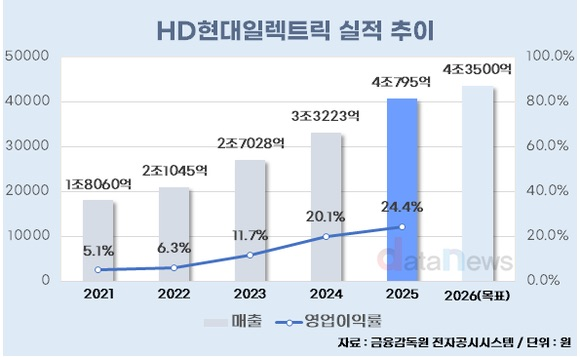 HD현대일렉트릭 실적 추이
50000 100.0%
4조3500억
4조795억
40000 80.0%
3조3223억
2조7028억
30000 60.0%
2조1045억
1조8060억
20000 40.0%
24.4%
20.1%
11.7%
6.3%
5.1%
10000 20.0%
datanews
0 0.0%
2021 2022 2023 2024 2025 2026(목표)
매출 영업이익률
자료 : 금융감독원 전자공시시스템 / 단위 : 원